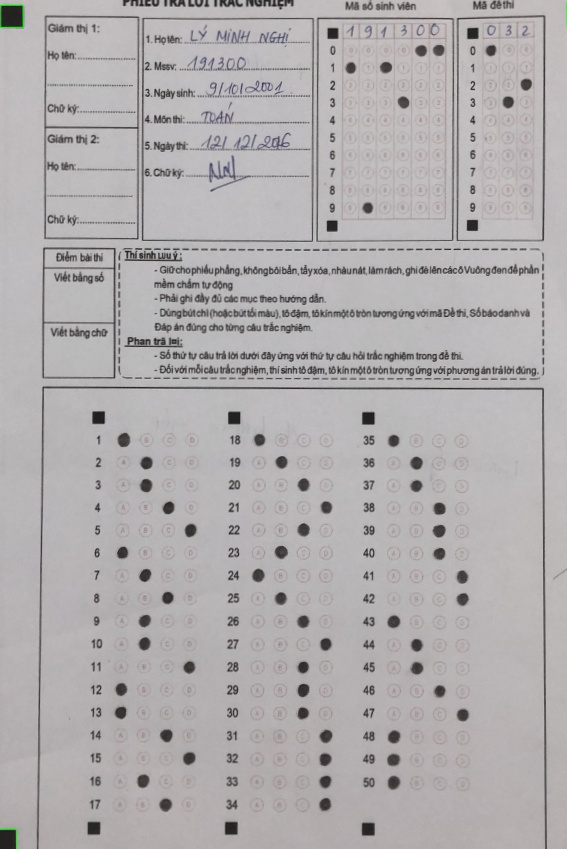 PHIẾU TRẢ LỜI TRẮC NGHIỆM
Giám thị 1:
Họ tên:
Chữ ký:
Giám thị 2:
Họ tên:
Chữ ký:
1. Họ tên: LÝ MINH NGHỊ
2. Mssv: 191300
3. Ngày sinh: 9/10/2001
4. Môn thi: TOÁN
5. Ngày thi: 12/12/2016
6. Chữ ký:
Mã số sinh viên
1 9 1 3 0 0
0
1
2
3
4
5
6
7
8
9
Mã đề thi
0 3 2
0
1
2
3
4
5
6
7
8
9
Điểm bài thi
Viết bằng số
Viết bằng chữ
Thí sinh lưu ý:
- Giữ cho phiếu phẳng, không bôi bẩn, tẩy xóa, nhàu nát, làm rách, ghi đè lên các ô Vuông đen để phần
mềm chấm tự động
- Phải ghi đầy đủ các mục theo hướng dẫn.
- Dùng bút chì (hoặc bút tối màu), tô đậm, tô kín một ô tròn tương ứng với mã Đề thi, Số báo danh và
Đáp án đúng cho từng câu trắc nghiệm.
Phần trả lời:
- Số thứ tự câu trả lời dưới đây ứng với thứ tự câu hỏi trắc nghiệm trong đề thi.
- Đối với mỗi câu trắc nghiệm, thí sinh tô đậm, tô kín một ô tròn tương ứng với phương án trả lời đúng.
1 18 35
2 19 36
3 20 37
4 21 38
5 22 39
6 23 40
7 24 41
8 25 42
9 26 43
10 27 44
11 28 45
12 29 46
13 30 47
14 31 48
15 32 49
16 33 50
17 34